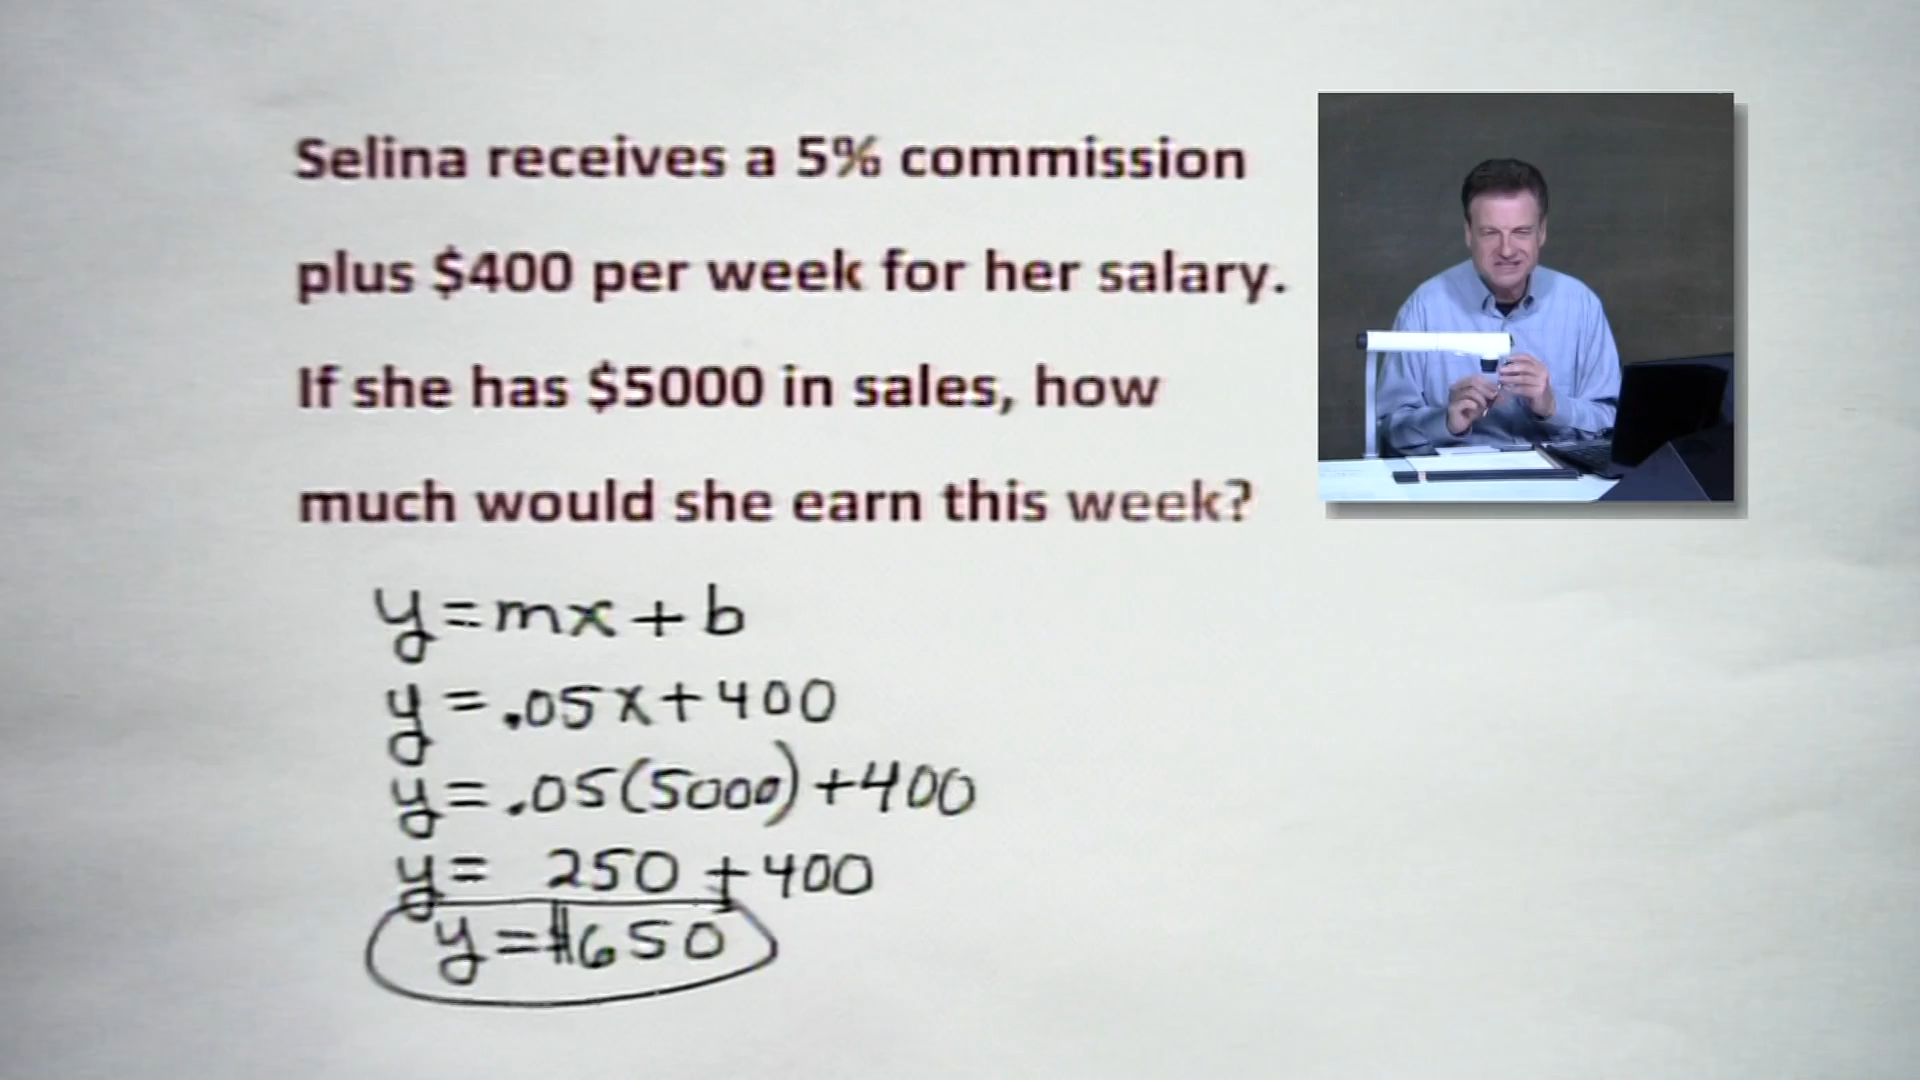 Selina receives a 5% commission
plus $400 per week for her salary.
If she has $5000 in sales, how
much would she earn this week?
y=mx+b
y=.05x+400
y=.05(5000)+400
y= 250+400
y=$650